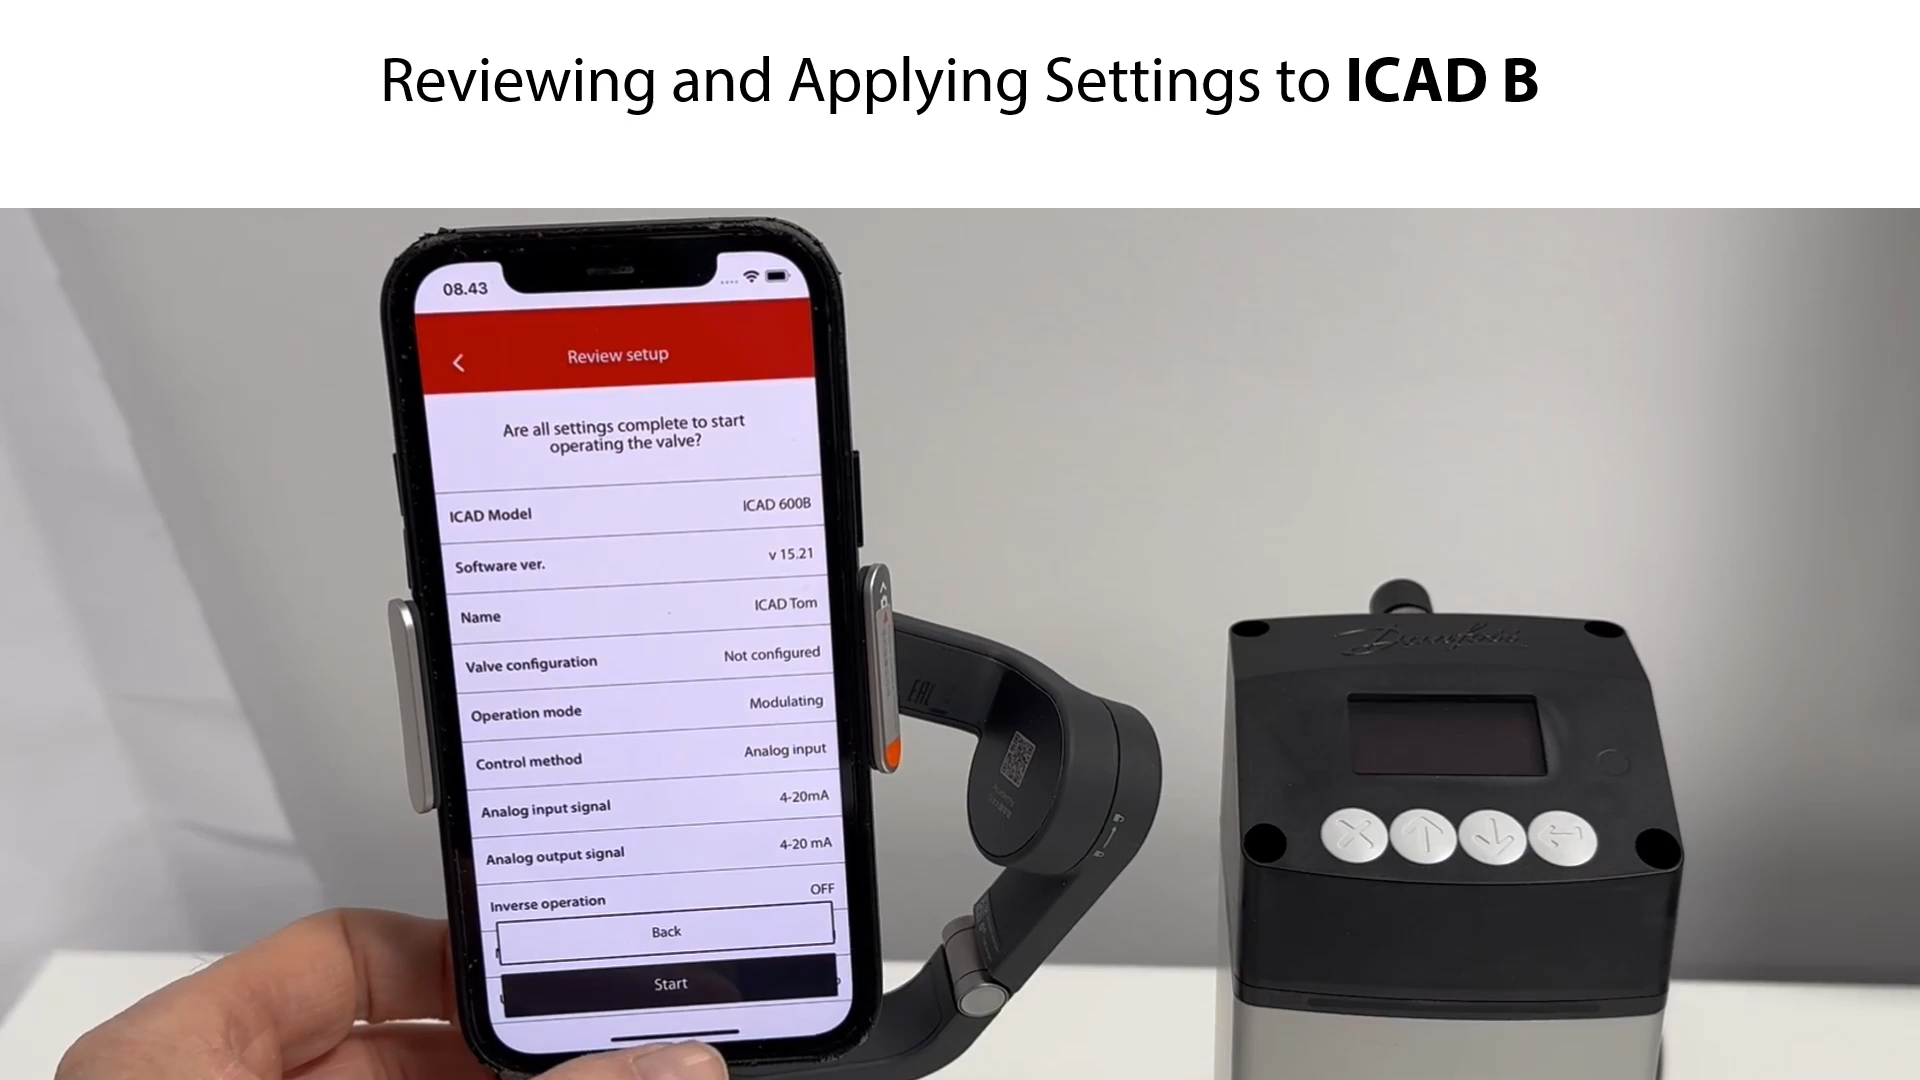 Reviewing and Applying Settings to ICAD B
08.43
Review setup
Are all settings complete to start
operating the valve?
ICAD Model ICAD 600B
Software ver. v 15.21
Name ICAD Tom
Valve configuration Not configured
Operation mode Modulating
Control method Analog input
Analog input signal 4-20mA
Analog output signal 4-20 mA
Inverse operation OFF
Back
Start
EAC
Danfoss